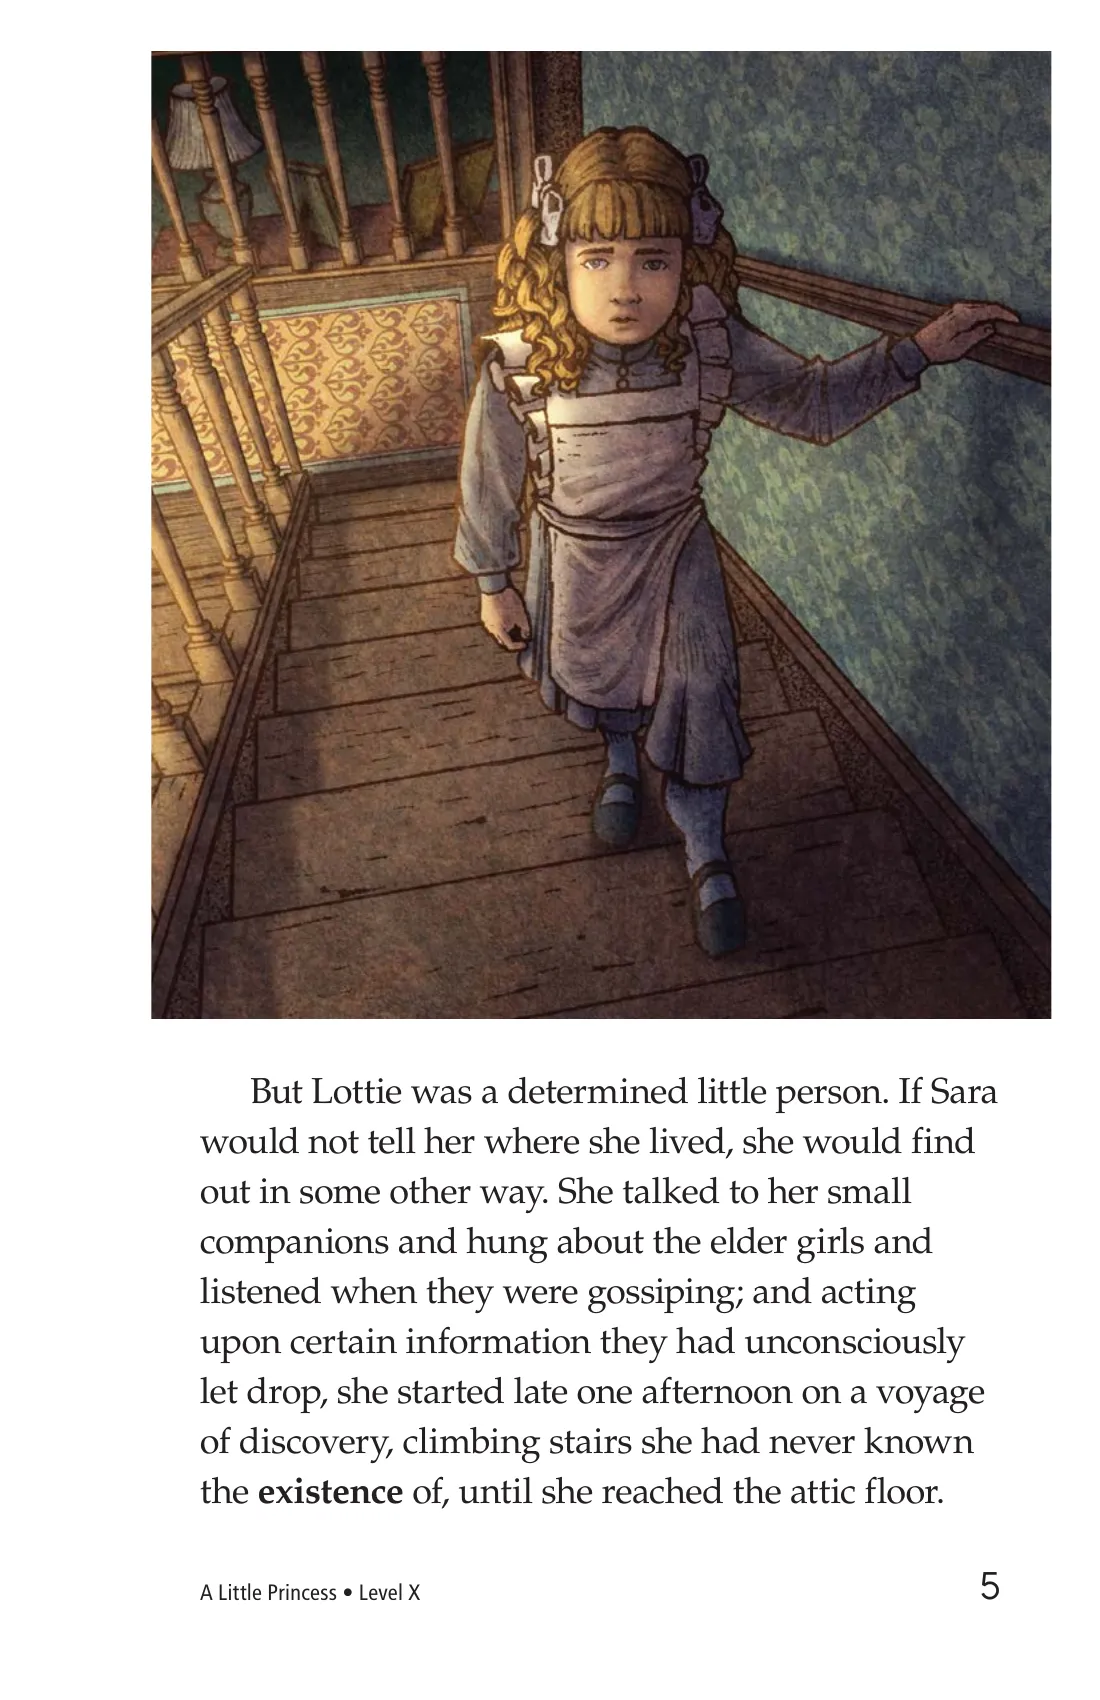 But Lottie was a determined little person. If Sara
would not tell her where she lived, she would find
out in some other way. She talked to her small
companions and hung about the elder girls and
listened when they were gossiping; and acting
upon certain information they had unconsciously
let drop, she started late one afternoon on a voyage
of discovery, climbing stairs she had never known
the existence of, until she reached the attic floor.
A Little Princess • Level X
5